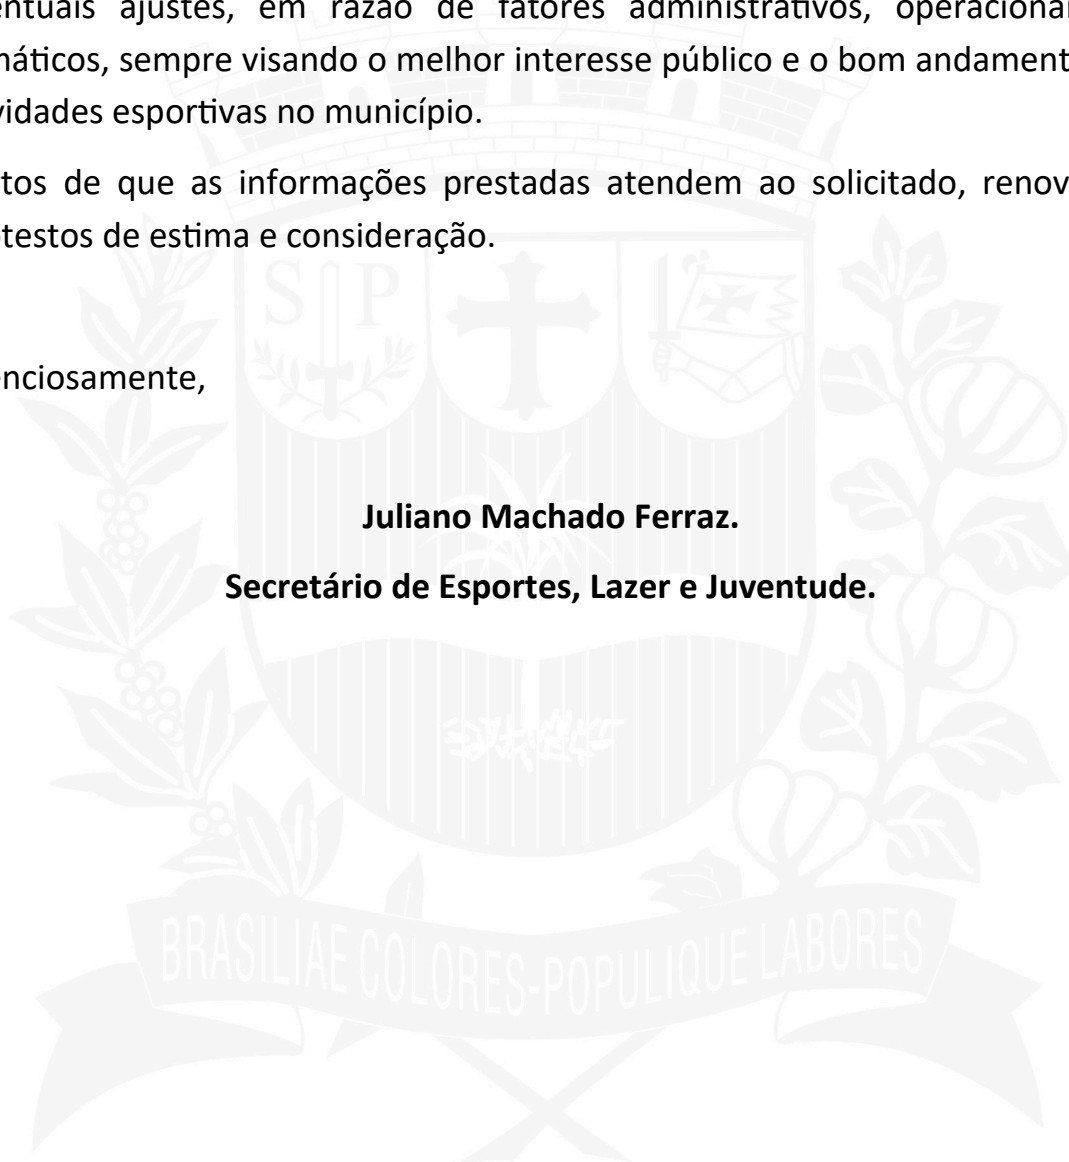 entuais ajustes, em razão de fatores administrativos, operacionai
máticos, sempre visando o melhor interesse público e o bom andament
vidades esportivas no município.
tos de que as informações prestadas atendem ao solicitado, renov
otestos de estima e consideração.
S P
enciosamente,
Juliano Machado Ferraz.
Secretário de Esportes, Lazer e Juventude.
BRASILIAE COLORES-POPULIQUE LABORES